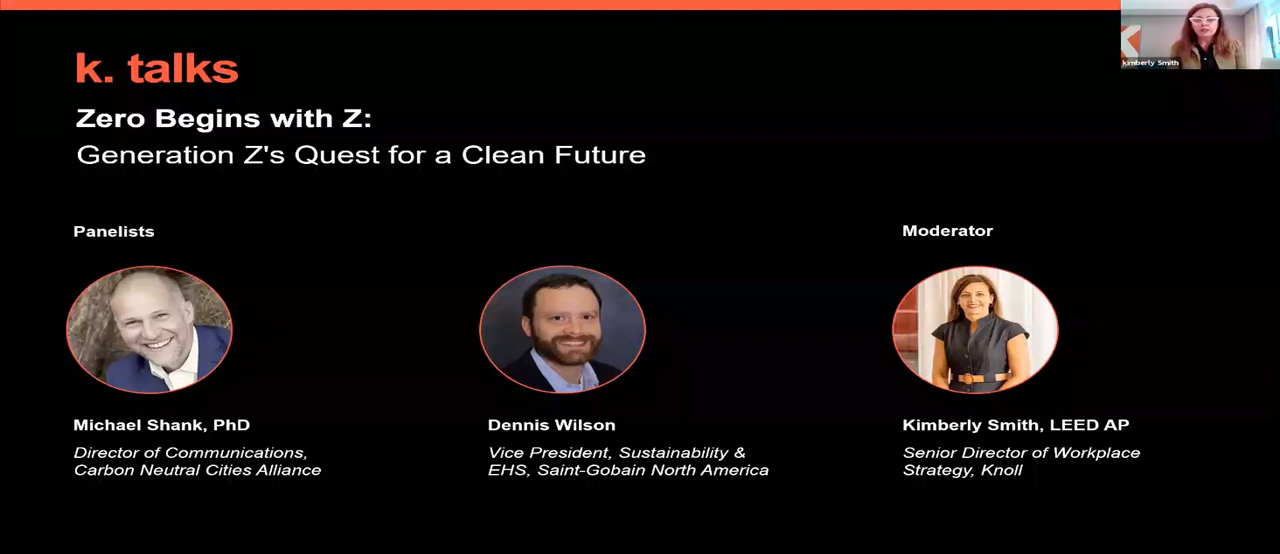 k. talks
Zero Begins with Z:
Generation Z's Quest for a Clean Future
Panelists
Moderator
Michael Shank, PhD
Director of Communications,
Carbon Neutral Cities Alliance
Dennis Wilson
Vice President, Sustainability &
EHS, Saint-Gobain North America
Kimberly Smith, LEED AP
Senior Director of Workplace
Strategy, Knoll
K
kimberly Smith